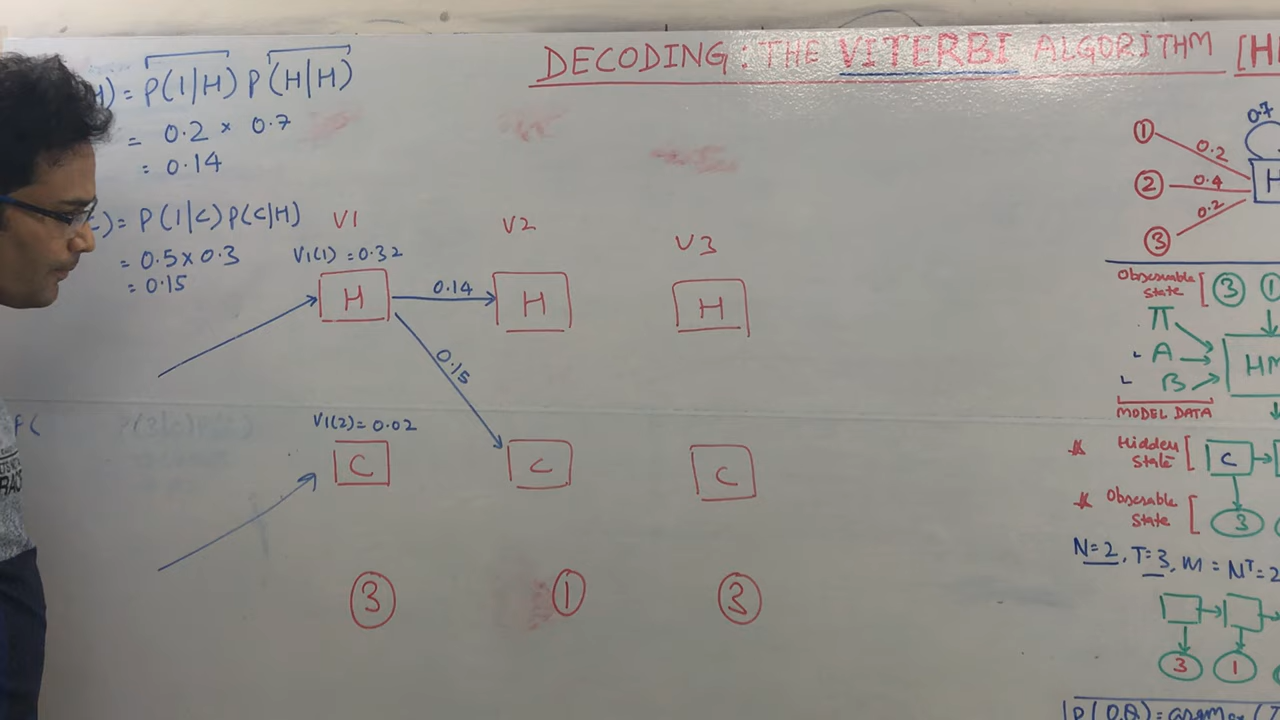 DECODING: THE VITERBI ALGORITHM [H
) = P(1|H) P(H|H)
= 0.2 × 0.7
= 0.14
) = P(1|C) P(C|H)
= 0.5 × 0.3
= 0.15
V1
V2
V3
V1(1) = 0.32
H
0.14
H
H
0.15
V1(2) = 0.02
C
C
C
3
1
3
P(
1
0.2
2
0.4
3
0.2
0.7
H
Obserable
State [ 3 1
π
A
B
HM
MODEL DATA
Hidden
State [ C
Obserable
State [ 3
N=2, T=3, M = N^T = 2
3 1